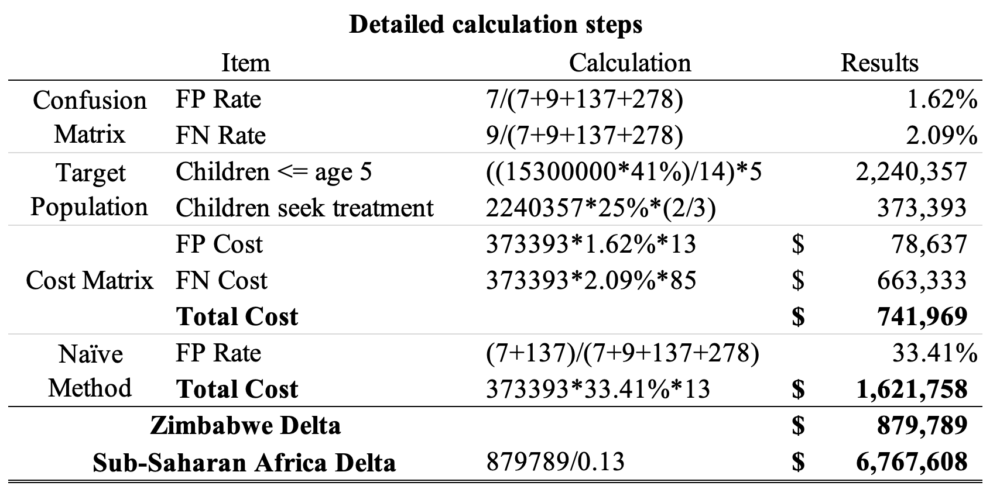 Detailed calculation steps
Item Calculation Results
Confusion FP Rate 7/(7+9+137+278) 1.62%
Matrix FN Rate 9/(7+9+137+278) 2.09%
Target Children <= age 5 ((15300000*41%)/14)*5 2,240,357
Population Children seek treatment 2240357*25%*(2/3) 373,393
FP Cost 373393*1.62%*13 $ 78,637
Cost Matrix FN Cost 373393*2.09%*85 $ 663,333
Total Cost $ 741,969
Naïve FP Rate (7+137)/(7+9+137+278) 33.41%
Method Total Cost 373393*33.41%*13 $ 1,621,758
Zimbabwe Delta $ 879,789
Sub-Saharan Africa Delta 879789/0.13 $ 6,767,608